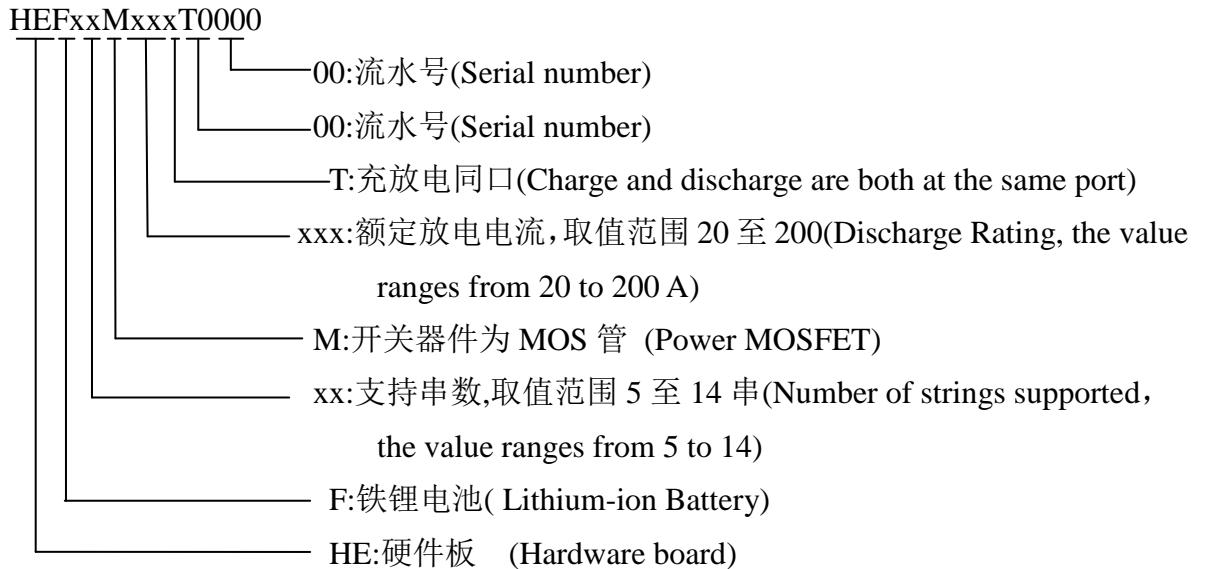 HEFxxMxxxT0000
00:流水号(Serial number)
00:流水号(Serial number)
T:充放电同口(Charge and discharge are both at the same port)
xxx:额定放电电流,取值范围 20 至 200(Discharge Rating, the value
ranges from 20 to 200 A)
M:开关器件为 MOS 管 (Power MOSFET)
xx:支持串数,取值范围 5 至 14 串(Number of strings supported,
the value ranges from 5 to 14)
F:铁锂电池( Lithium-ion Battery)
HE:硬件板 (Hardware board)